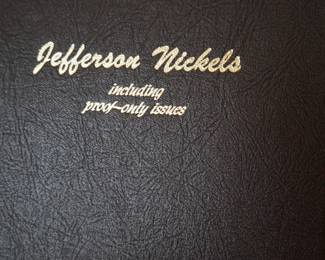 Jefferson Nickels
including
proof-only issues